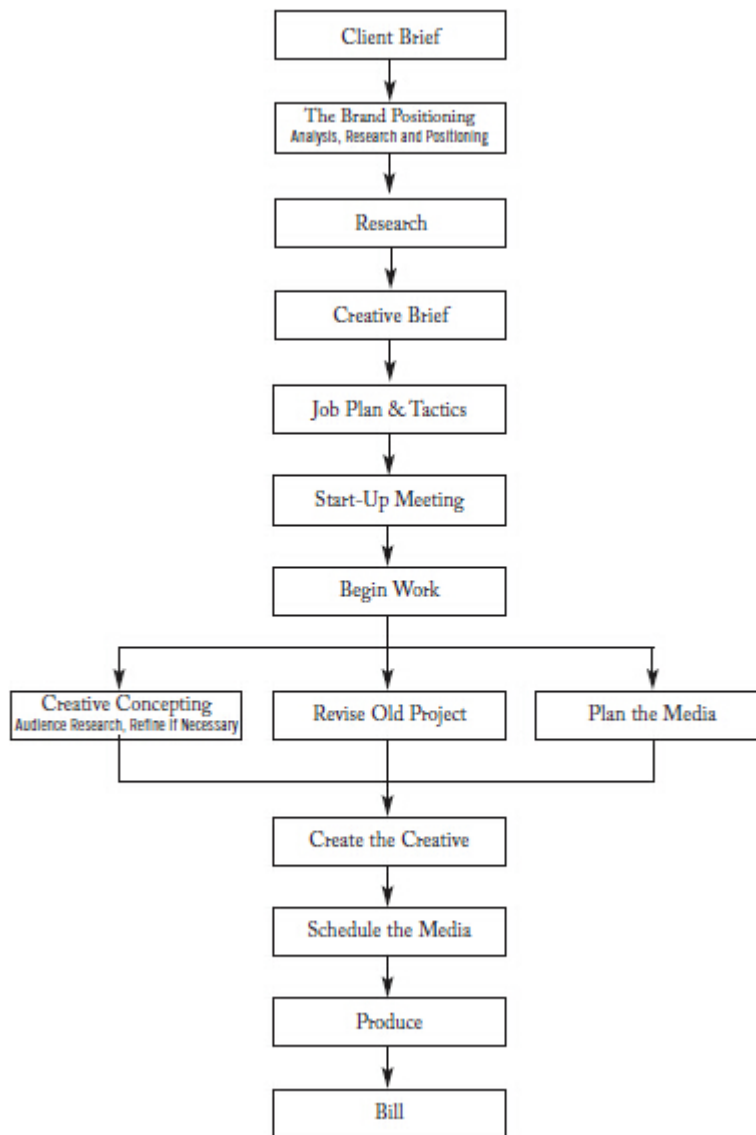 Client Brief
The Brand Positioning
Analysis, Research and Positioning
Research
Creative Brief
Job Plan & Tactics
Start-Up Meeting
Begin Work
Creative Concepting
Audience Research, Refine if Necessary
Revise Old Project
Plan the Media
Create the Creative
Schedule the Media
Produce
Bill